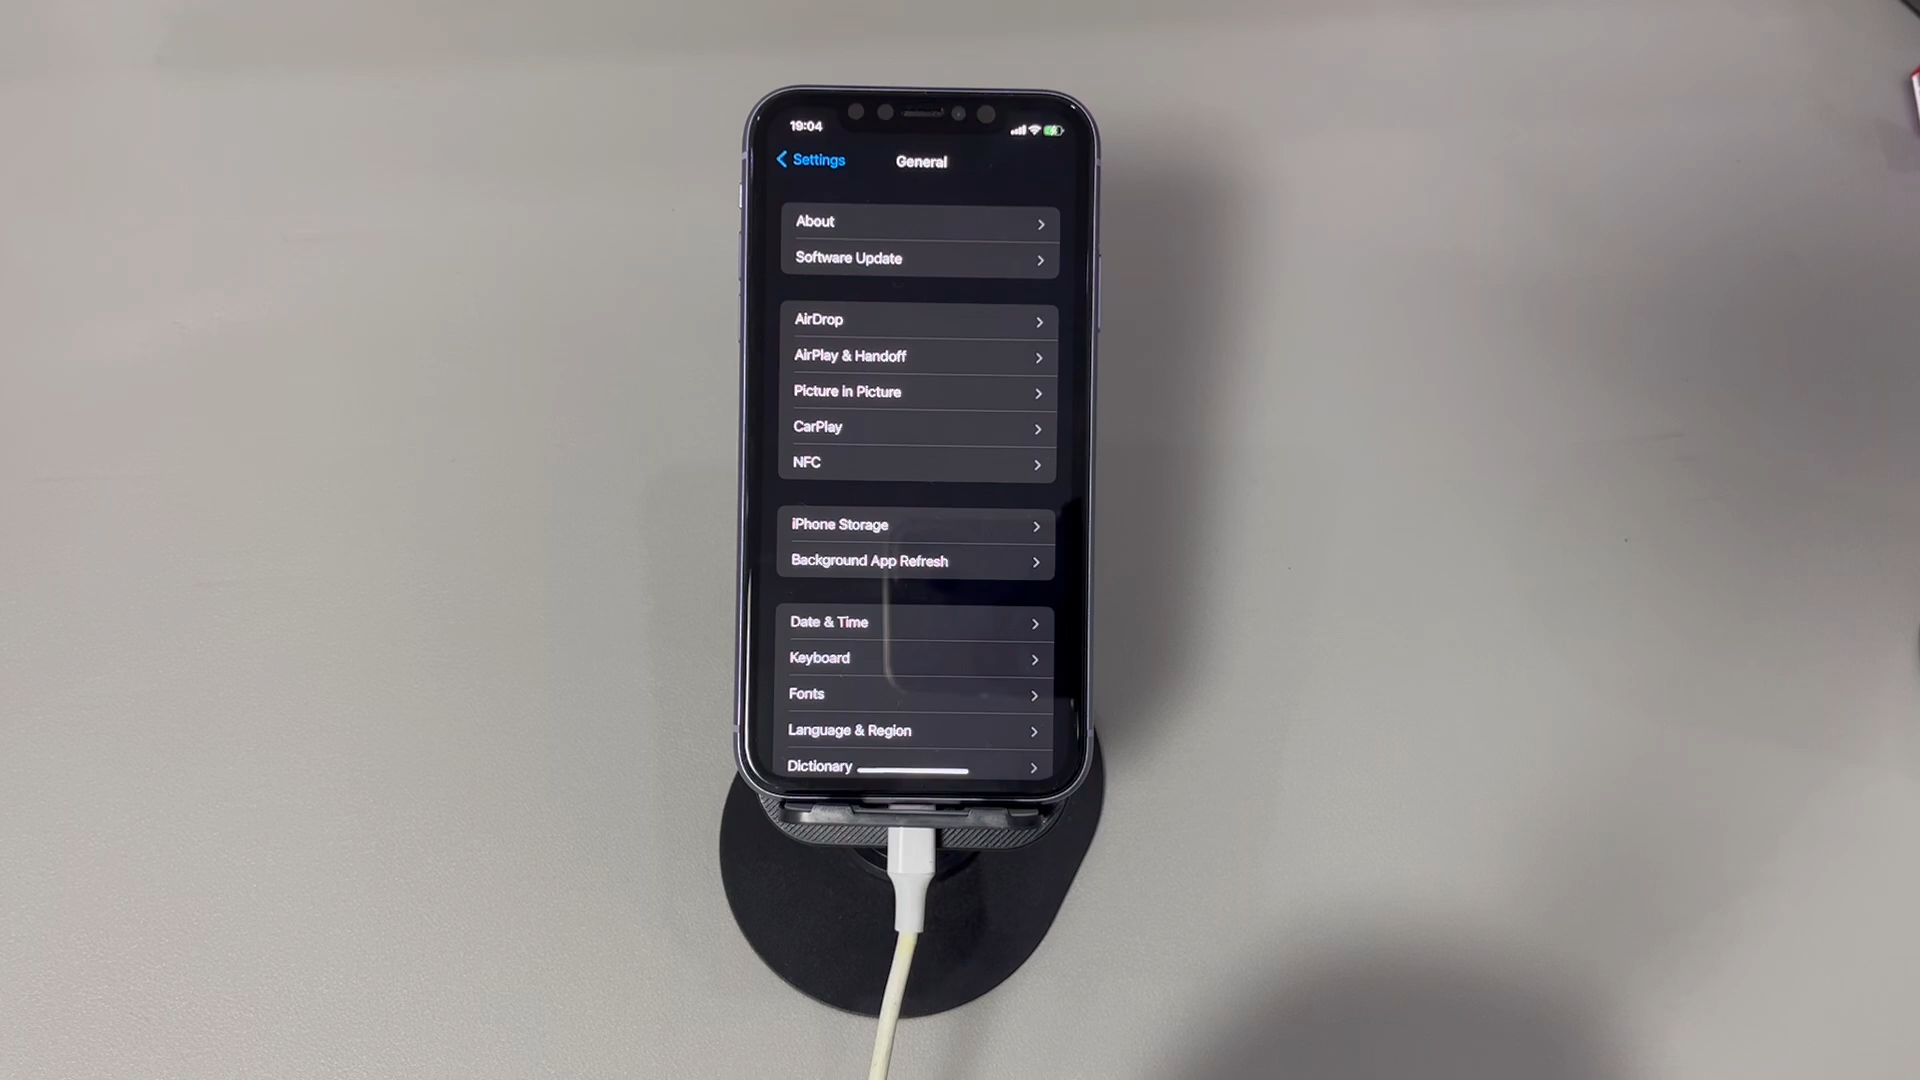 19:04
Settings
General
About
Software Update
AirDrop
AirPlay & Handoff
Picture in Picture
CarPlay
NFC
iPhone Storage
Background App Refresh
Date & Time
Keyboard
Fonts
Language & Region
Dictionary